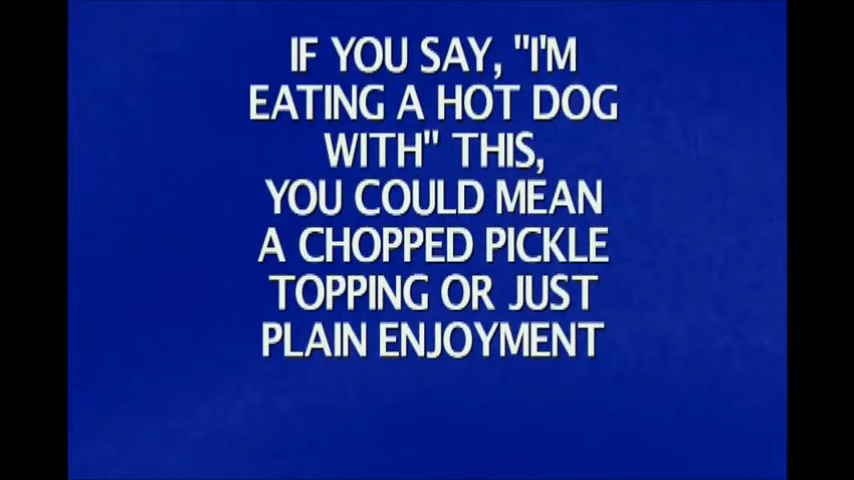 IF YOU SAY, "I'M
EATING A HOT DOG
WITH" THIS,
YOU COULD MEAN
A CHOPPED PICKLE
TOPPING OR JUST
PLAIN ENJOYMENT